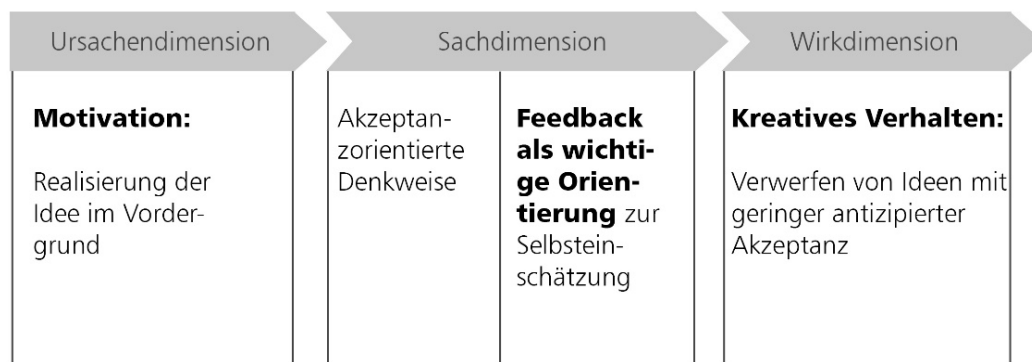 Ursachendimension
Sachdimension
Wirkdimension
Motivation:
Realisierung der
Idee im Vorder-
grund
Akzeptan-
zorientierte
Denkweise
Feedback
als wichti-
ge Orien-
tierung zur
Selbstein-
schätzung
Kreatives Verhalten:
Verwerfen von Ideen mit
geringer antizipierter
Akzeptanz